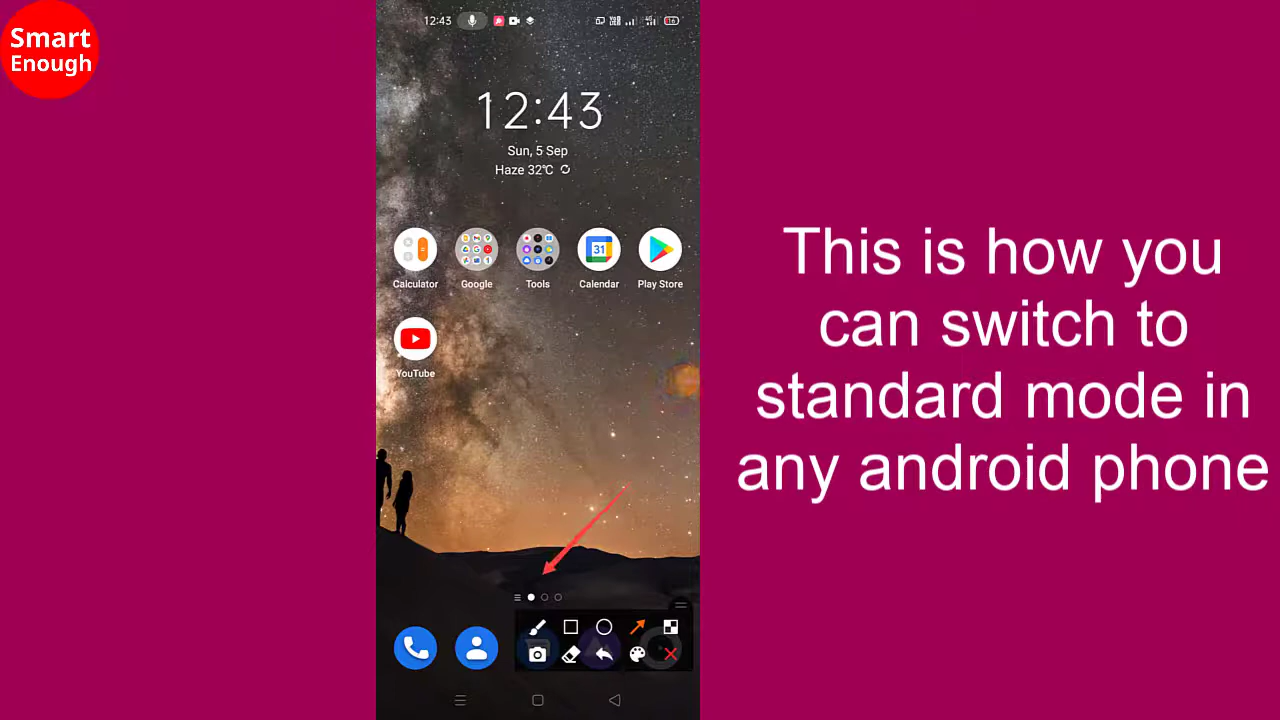 Smart
Enough
12:43
12:43
Sun, 5 Sep
Haze 32℃
31
Calculator
Google
Tools
Calendar
Play Store
YouTube
This is how you
can switch to
standard mode in
any android phone